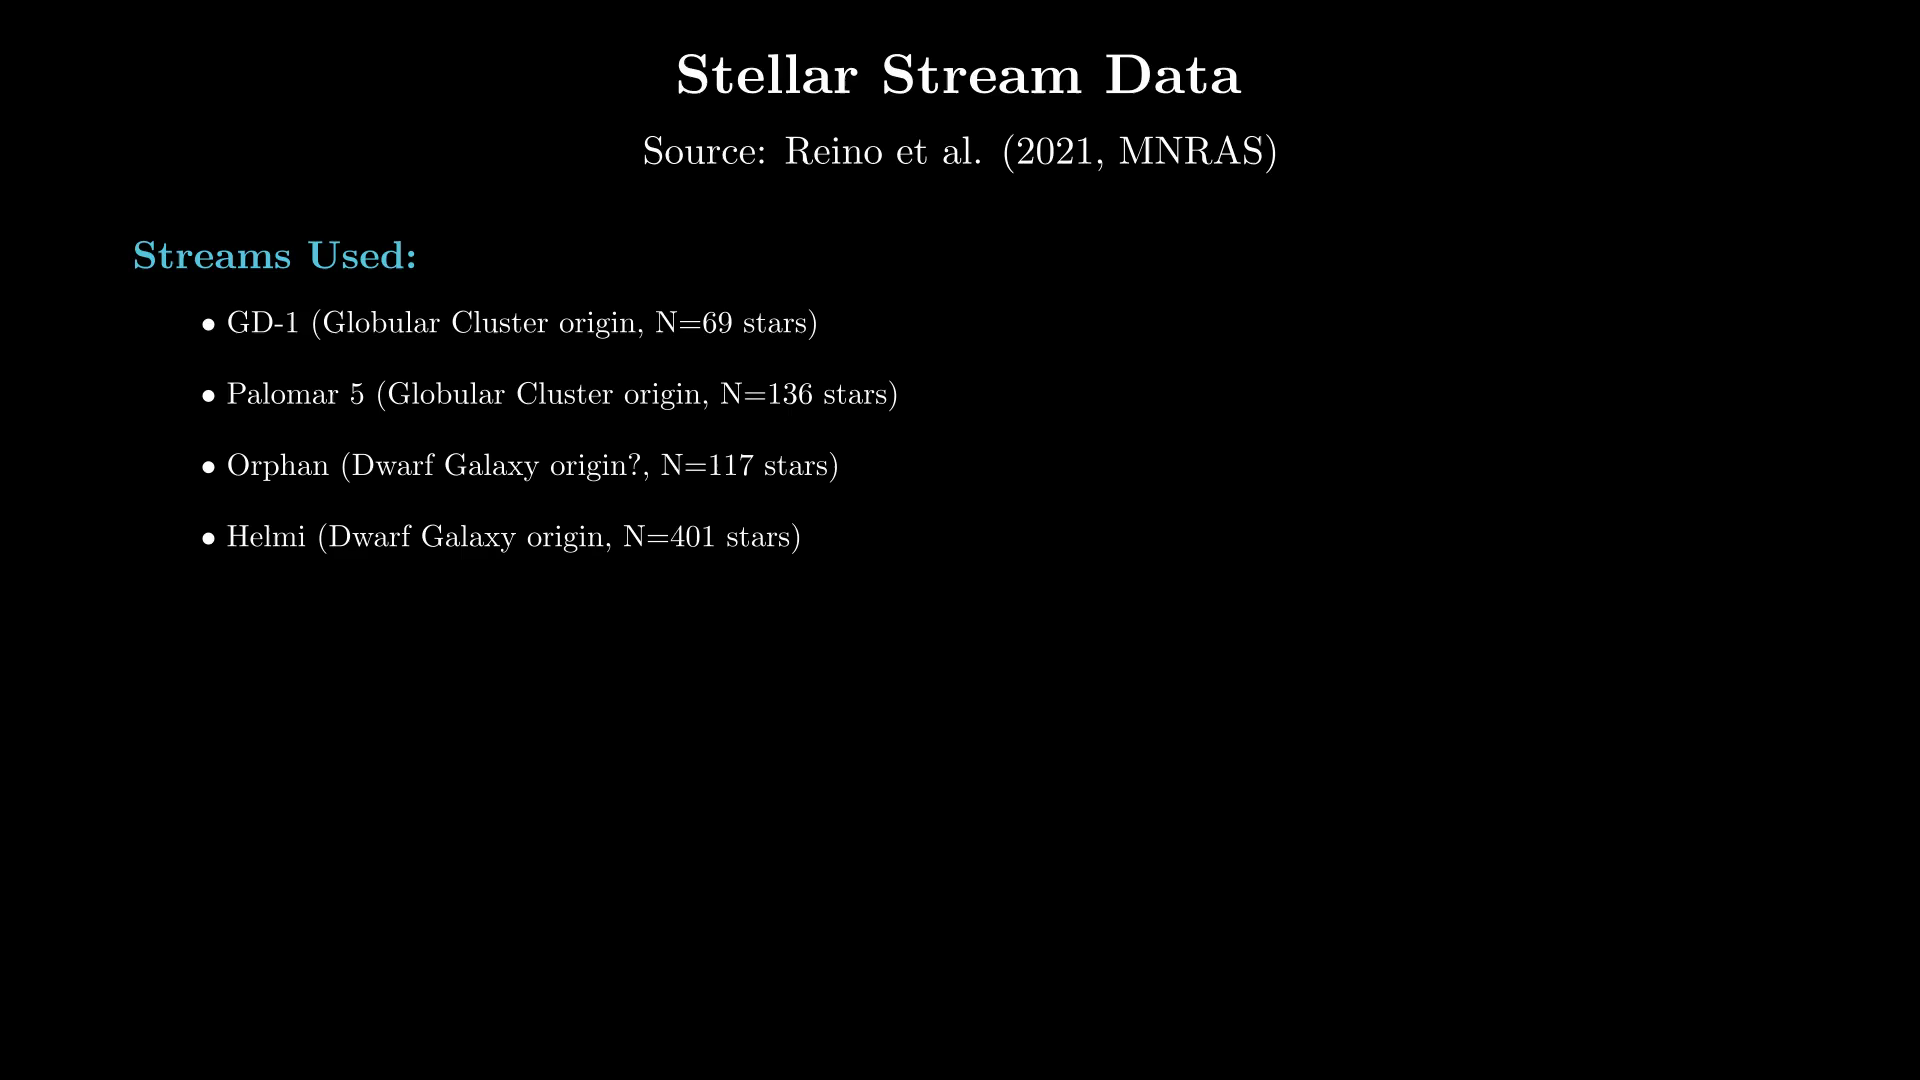 Stellar Stream Data
Source: Reino et al. (2021, MNRAS)
Streams Used:
• GD-1 (Globular Cluster origin, N=69 stars)
• Palomar 5 (Globular Cluster origin, N=136 stars)
• Orphan (Dwarf Galaxy origin?, N=117 stars)
• Helmi (Dwarf Galaxy origin, N=401 stars)